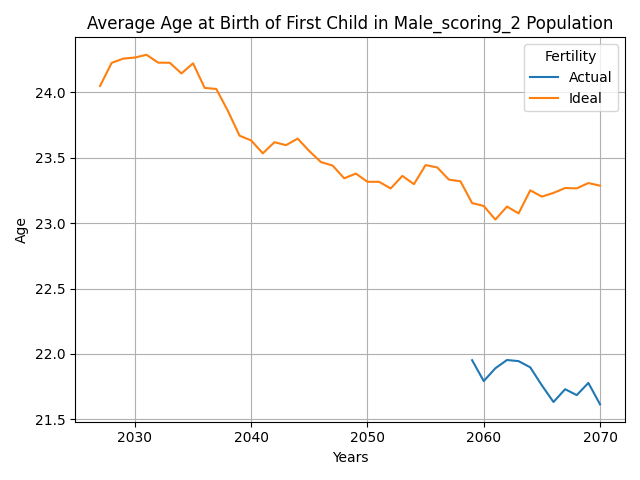 Average Age at Birth of First Child in Male_scoring_2 Population
Fertility
Actual
Ideal
Age
24.0
23.5
23.0
22.5
22.0
21.5
2030
2040
2050
2060
2070
Years